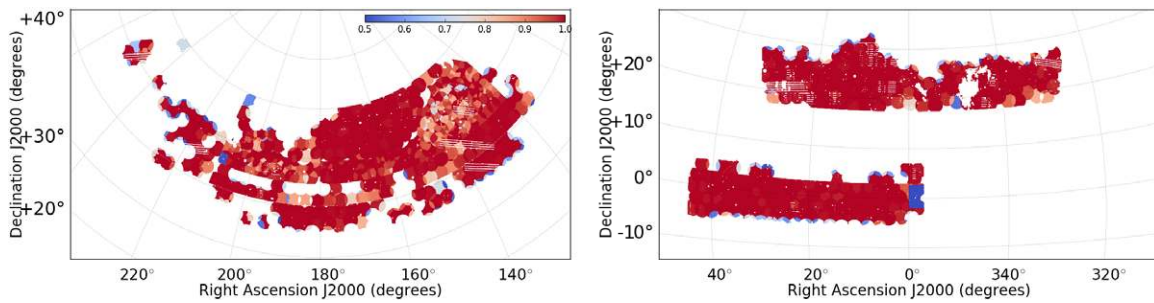 +40°
0.5 0.6 0.7 0.8 0.9 1.0
+30°
+20°
Declination J2000 (degrees)
220° 200° 180° 160° 140°
Right Ascension J2000 (degrees)
+20°
+10°
0°
-10°
Declination J2000 (degrees)
40° 20° 0° 340° 320°
Right Ascension J2000 (degrees)